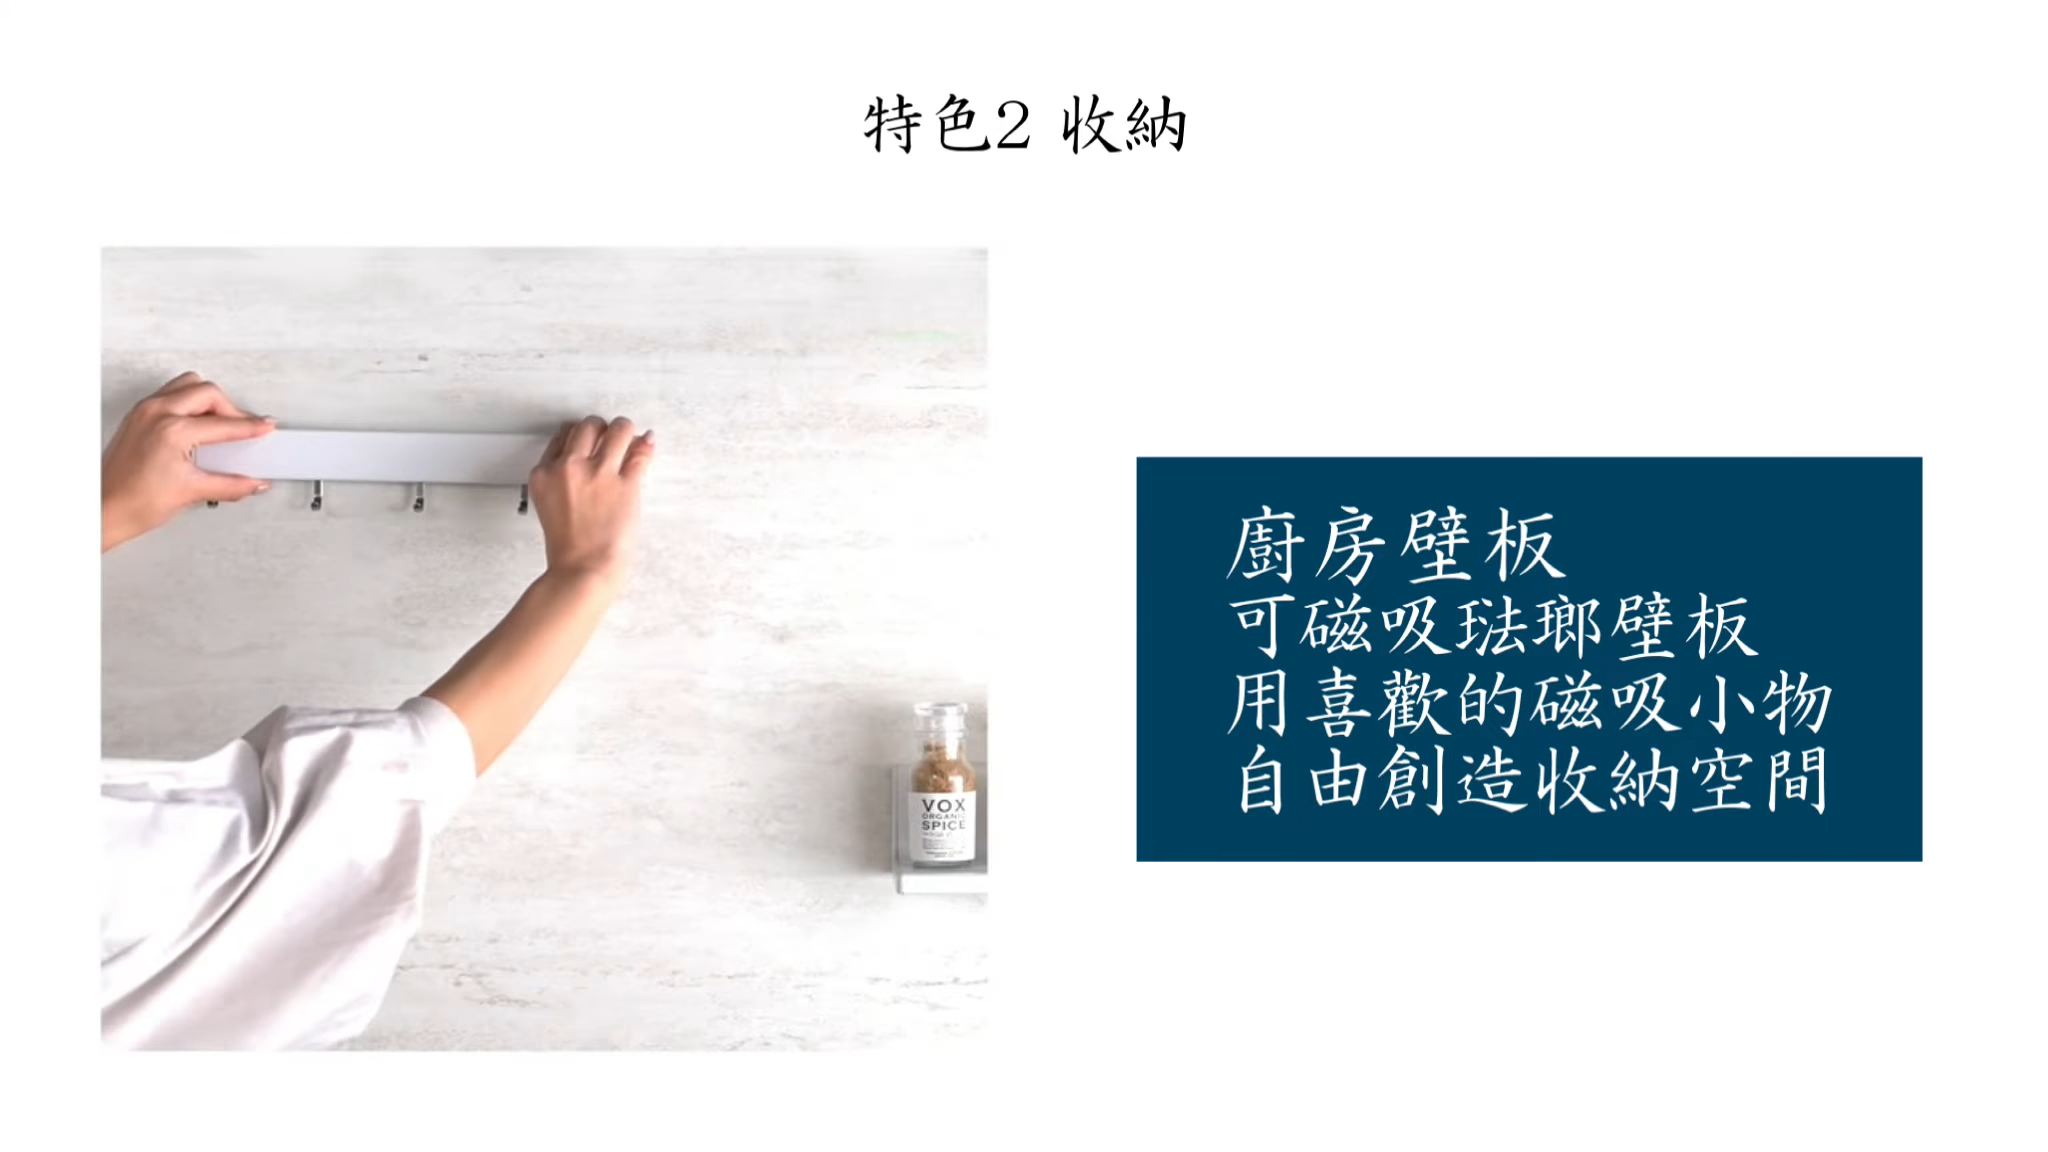 特色2 收納
廚房壁板
可磁吸琺瑯壁板
用喜歡的磁吸小物
自由創造收納空間
VOX
ORGANIC
SPICE